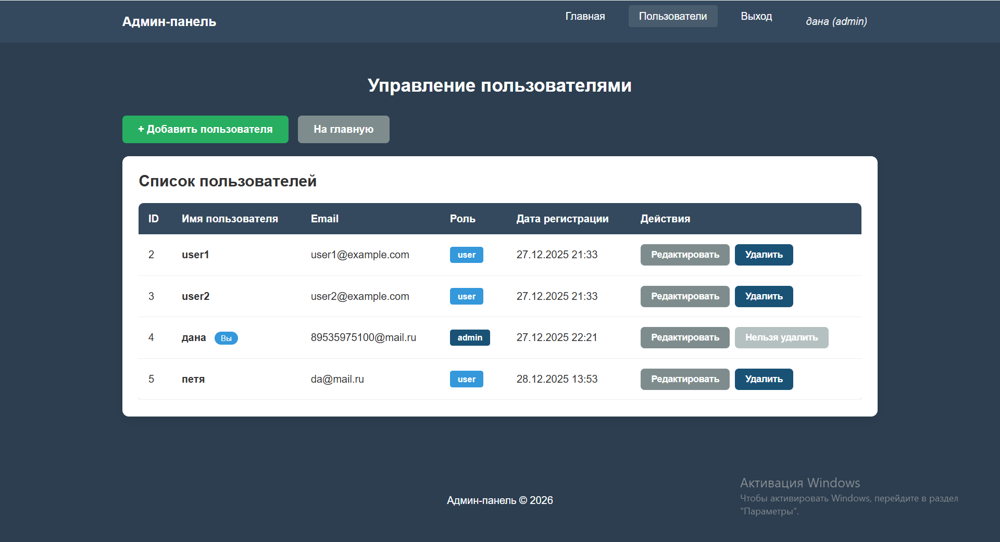 Админ-панель
Главная Пользователи Выход дана (admin)
Управление пользователями
+ Добавить пользователя На главную
Список пользователей
ID Имя пользователя Email Роль Дата регистрации Действия
2 user1 user1@example.com user 27.12.2025 21:33 Редактировать Удалить
3 user2 user2@example.com user 27.12.2025 21:33 Редактировать Удалить
4 дана Вы 89535975100@mail.ru admin 27.12.2025 22:21 Редактировать Нельзя удалить
5 петя da@mail.ru user 28.12.2025 13:53 Редактировать Удалить
Админ-панель © 2026
Активация Windows
Чтобы активировать Windows, перейдите в раздел
"Параметры".